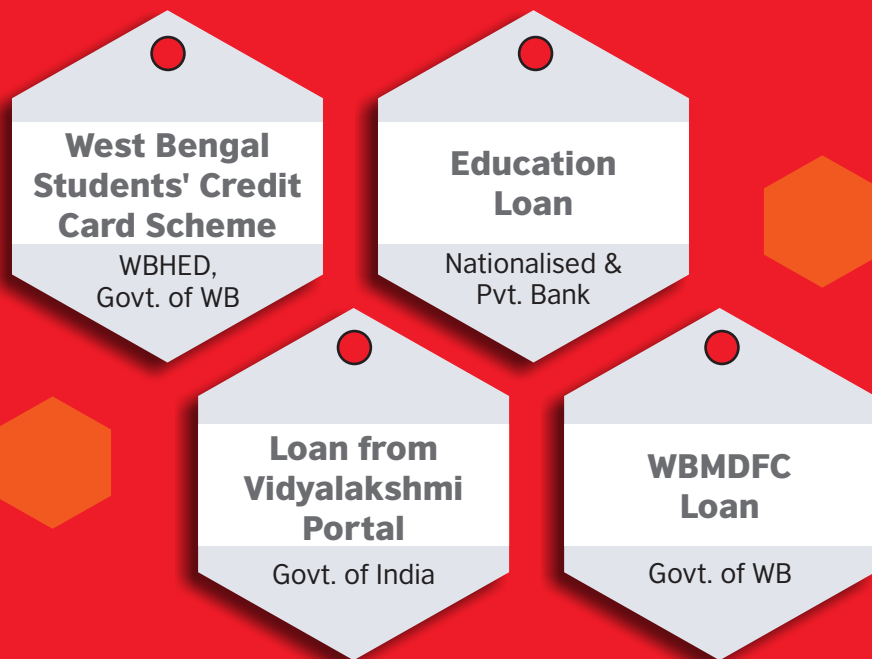 West Bengal
Students' Credit
Card Scheme
WBHED,
Govt. of WB
Education
Loan
Nationalised &
Pvt. Bank
Loan from
Vidyalakshmi
Portal
Govt. of India
WBMDFC
Loan
Govt. of WB